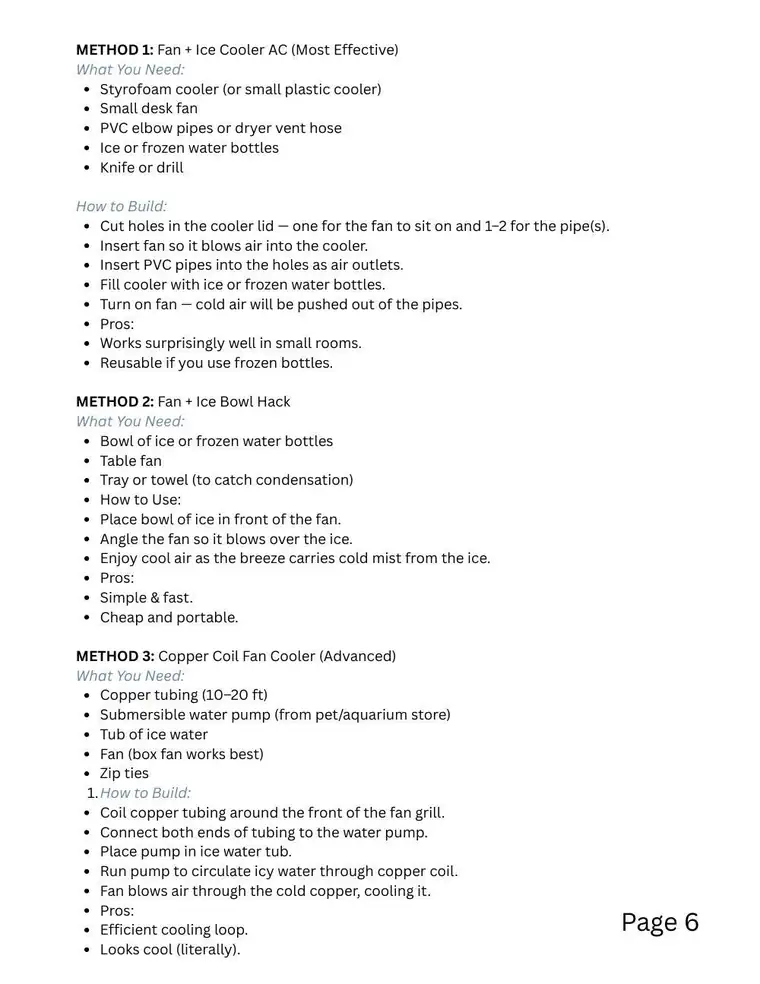 METHOD 1: Fan + Ice Cooler AC (Most Effective)
What You Need:
• Styrofoam cooler (or small plastic cooler)
• Small desk fan
• PVC elbow pipes or dryer vent hose
• Ice or frozen water bottles
• Knife or drill
How to Build:
• Cut holes in the cooler lid — one for the fan to sit on and 1–2 for the pipe(s).
• Insert fan so it blows air into the cooler.
• Insert PVC pipes into the holes as air outlets.
• Fill cooler with ice or frozen water bottles.
• Turn on fan — cold air will be pushed out of the pipes.
• Pros:
• Works surprisingly well in small rooms.
• Reusable if you use frozen bottles.
METHOD 2: Fan + Ice Bowl Hack
What You Need:
• Bowl of ice or frozen water bottles
• Table fan
• Tray or towel (to catch condensation)
• How to Use:
• Place bowl of ice in front of the fan.
• Angle the fan so it blows over the ice.
• Enjoy cool air as the breeze carries cold mist from the ice.
• Pros:
• Simple & fast.
• Cheap and portable.
METHOD 3: Copper Coil Fan Cooler (Advanced)
What You Need:
• Copper tubing (10–20 ft)
• Submersible water pump (from pet/aquarium store)
• Tub of ice water
• Fan (box fan works best)
• Zip ties
1. How to Build:
• Coil copper tubing around the front of the fan grill.
• Connect both ends of tubing to the water pump.
• Place pump in ice water tub.
• Run pump to circulate icy water through copper coil.
• Fan blows air through the cold copper, cooling it.
• Pros:
• Efficient cooling loop.
• Looks cool (literally).
Page 6